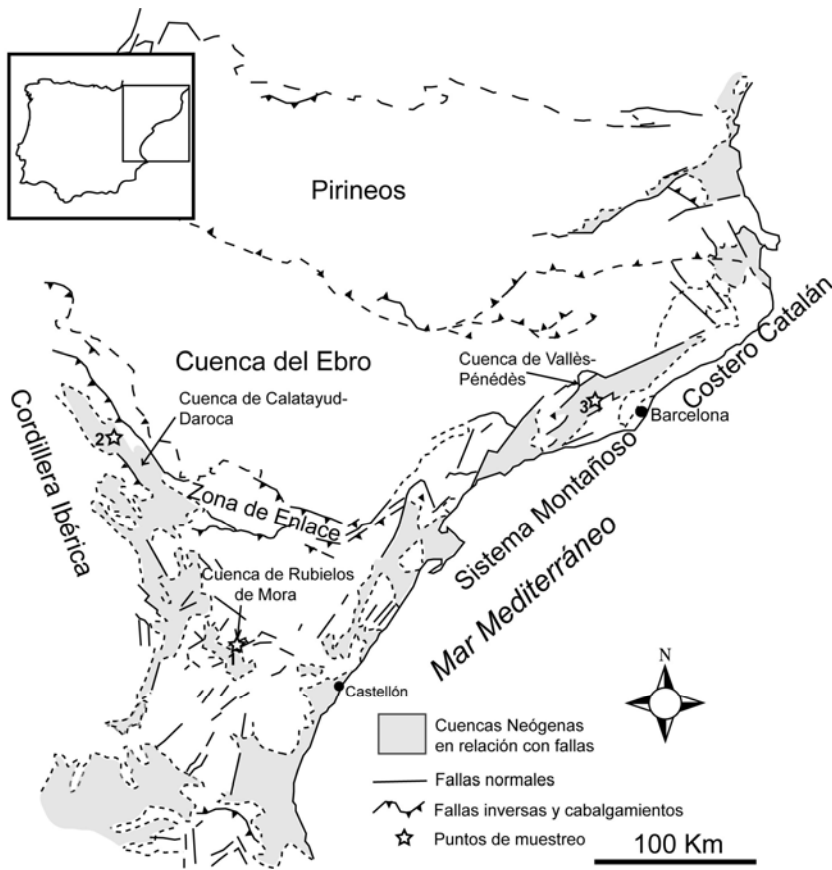 Pirineos
Cuenca del Ebro
Cuenca de Vallès-
Pénédès
Cuenca de Calatayud-
Daroca
Costero Catalán
3
Barcelona
2
Cordillera Ibérica
Zona de Enlace
Sistema Montañoso
Mar Mediterráneo
Cuenca de Rubielos
de Mora
1
Castellón
N
Cuencas Neógenas
en relación con fallas
Fallas normales
Fallas inversas y cabalgamientos
Puntos de muestreo
100 Km